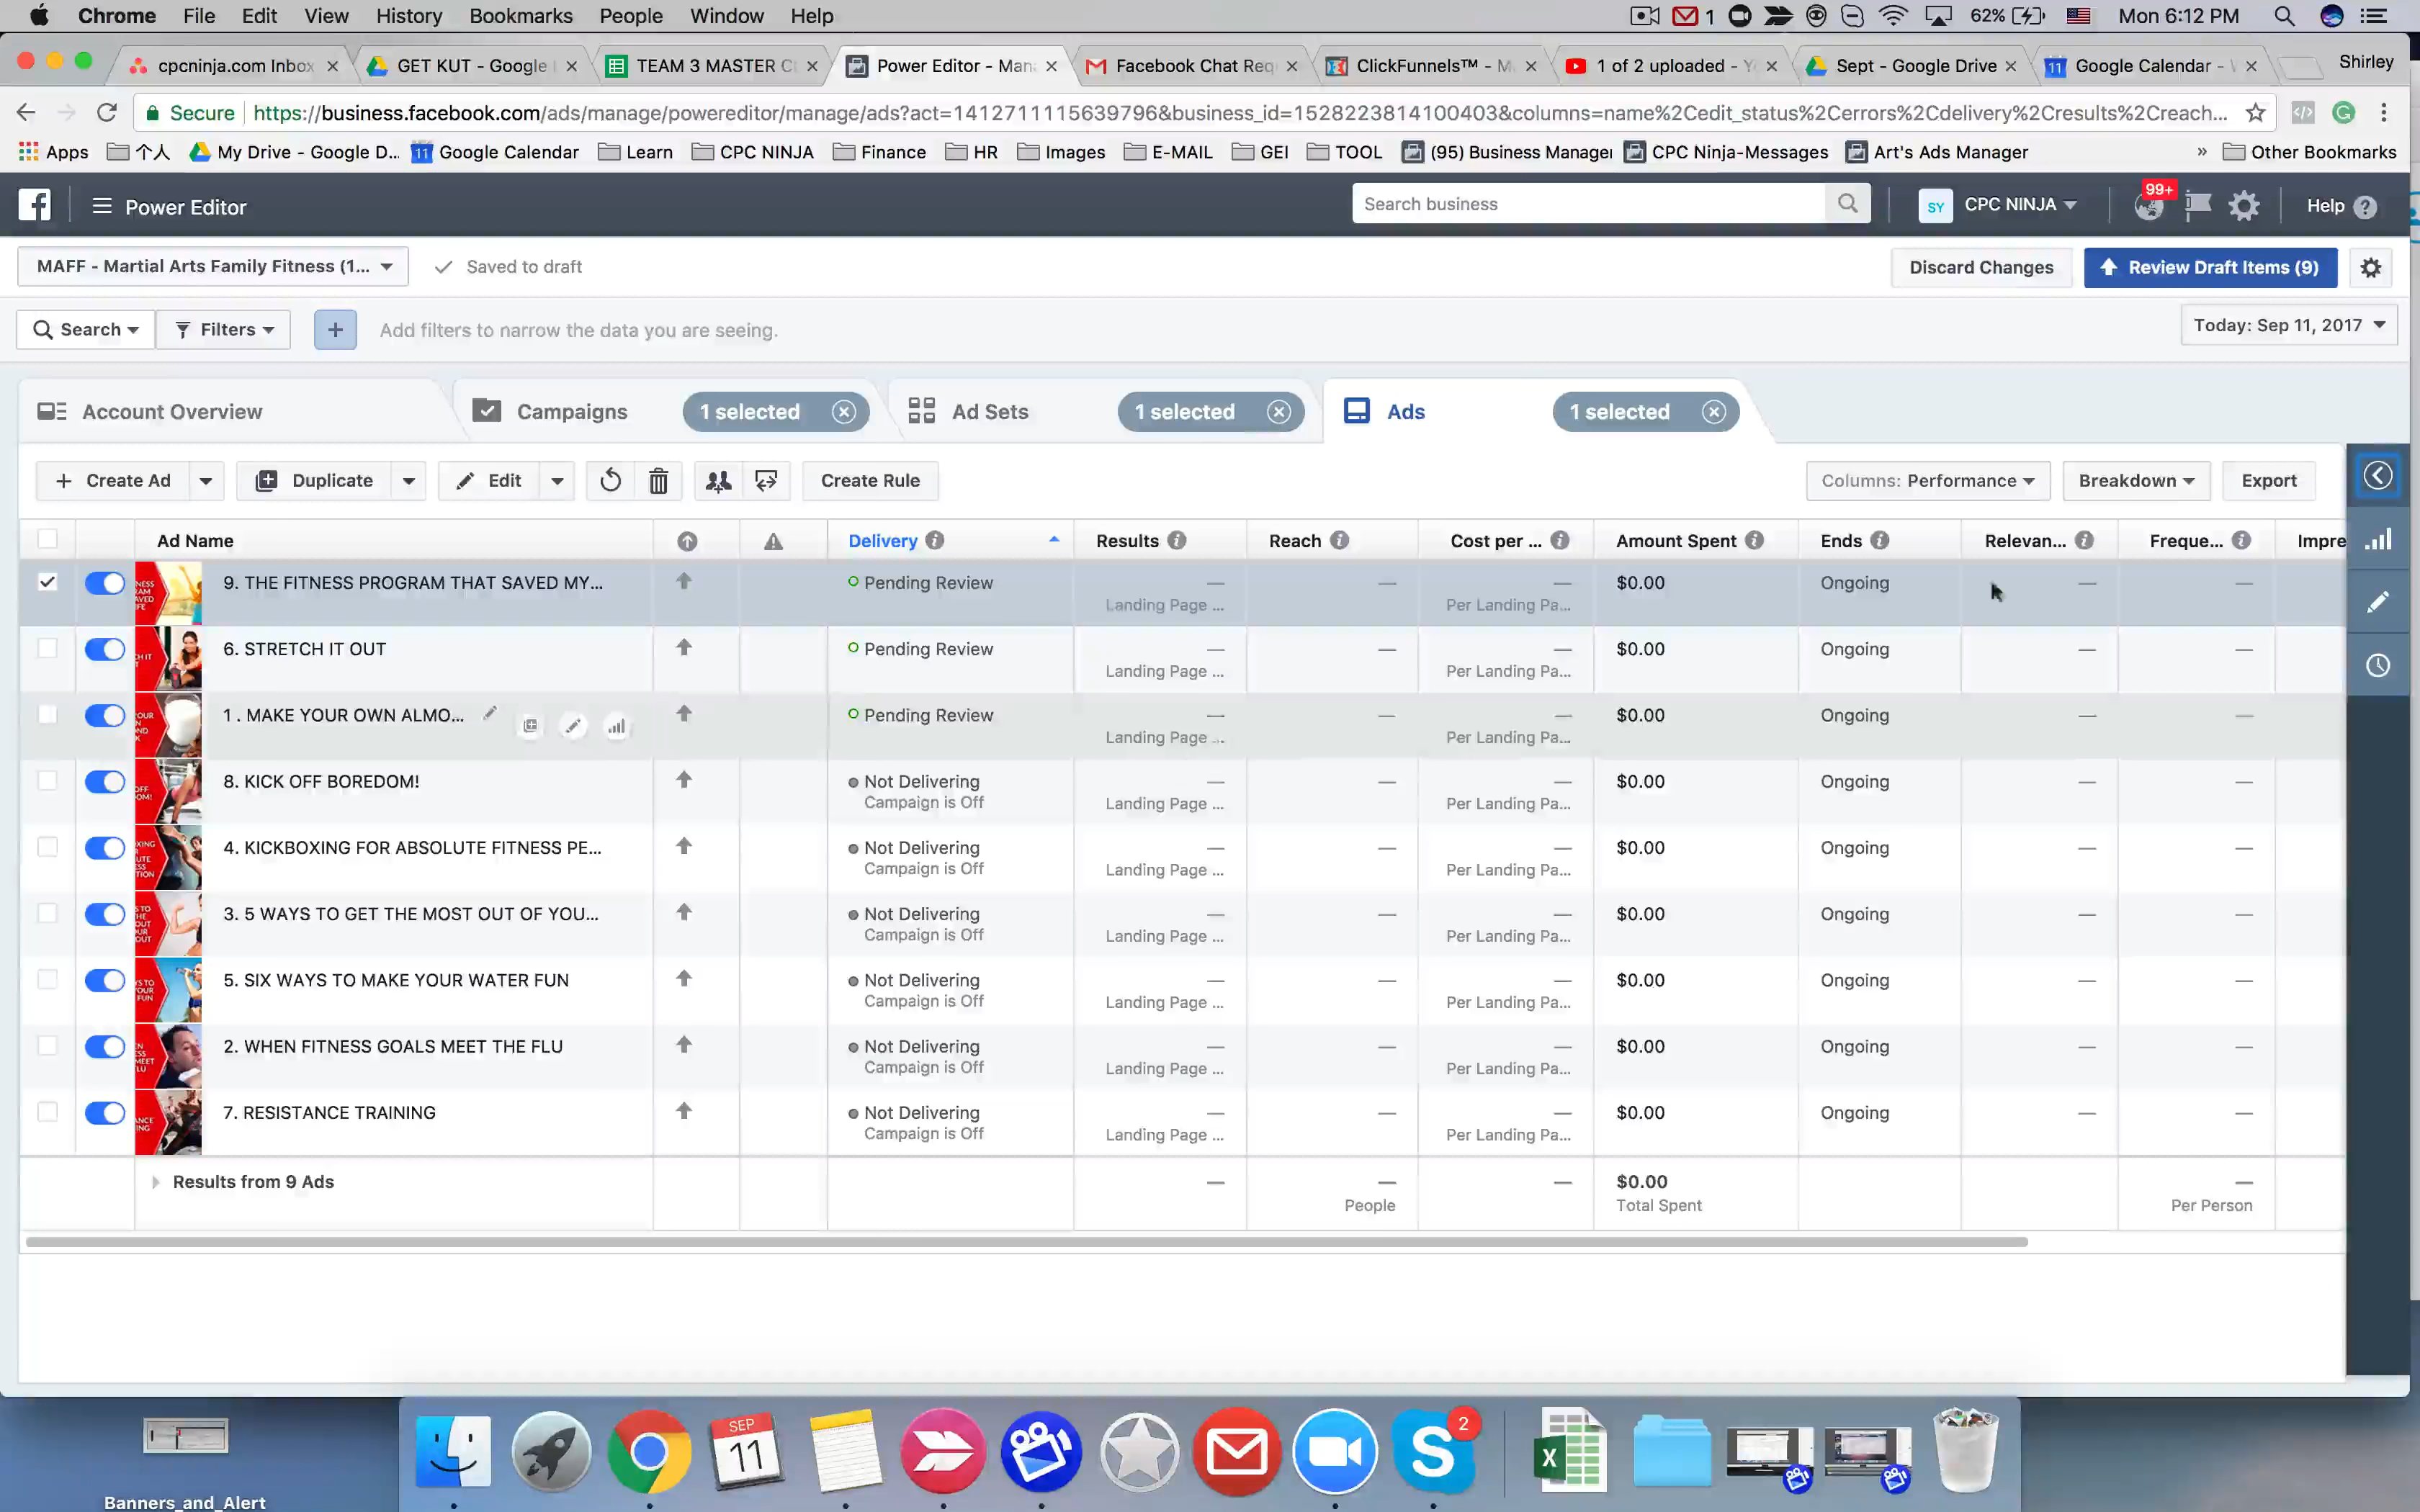 Chrome File Edit View History Bookmarks People Window Help 1 62% Mon 6:12 PM
cpcninja.com Inbox GET KUT - Google TEAM 3 MASTER C Power Editor - Man Facebook Chat Req ClickFunnels™ - M 1 of 2 uploaded - Y Sept - Google Drive 11 Google Calendar - Shirley
Secure https://business.facebook.com/ads/manage/powereditor/manage/ads?act=1412711115639796&business_id=1528223814100403&columns=name%2Cedit_status%2Cerrors%2Cdelivery%2Cresults%2Creach...
Apps 个人 My Drive - Google D... 11 Google Calendar Learn CPC NINJA Finance HR Images E-MAIL GEI TOOL (95) Business Manager CPC Ninja-Messages Art's Ads Manager » Other Bookmarks
Power Editor Search business SY CPC NINJA 99+ Help
MAFF - Martial Arts Family Fitness (1... Saved to draft Discard Changes Review Draft Items (9)
Search Filters + Add filters to narrow the data you are seeing. Today: Sep 11, 2017
Account Overview Campaigns 1 selected Ad Sets 1 selected Ads 1 selected
+ Create Ad Duplicate Edit Create Rule Columns: Performance Breakdown Export
Ad Name Delivery Results Reach Cost per ... Amount Spent Ends Relevan... Freque... Impre
9. THE FITNESS PROGRAM THAT SAVED MY... Pending Review — — — $0.00 Ongoing — —
Landing Page ... Per Landing Pa...
6. STRETCH IT OUT Pending Review — — — $0.00 Ongoing — —
Landing Page ... Per Landing Pa...
1 . MAKE YOUR OWN ALMO... Pending Review — — — $0.00 Ongoing — —
Landing Page ... Per Landing Pa...
8. KICK OFF BOREDOM! Not Delivering — — — $0.00 Ongoing — —
Campaign is Off Landing Page ... Per Landing Pa...
4. KICKBOXING FOR ABSOLUTE FITNESS PE... Not Delivering — — — $0.00 Ongoing — —
Campaign is Off Landing Page ... Per Landing Pa...
3. 5 WAYS TO GET THE MOST OUT OF YOU... Not Delivering — — — $0.00 Ongoing — —
Campaign is Off Landing Page ... Per Landing Pa...
5. SIX WAYS TO MAKE YOUR WATER FUN Not Delivering — — — $0.00 Ongoing — —
Campaign is Off Landing Page ... Per Landing Pa...
2. WHEN FITNESS GOALS MEET THE FLU Not Delivering — — — $0.00 Ongoing — —
Campaign is Off Landing Page ... Per Landing Pa...
7. RESISTANCE TRAINING Not Delivering — — — $0.00 Ongoing — —
Campaign is Off Landing Page ... Per Landing Pa...
Results from 9 Ads — — — $0.00 —
People Total Spent Per Person
SEP 2
11
Banners_and_Alert